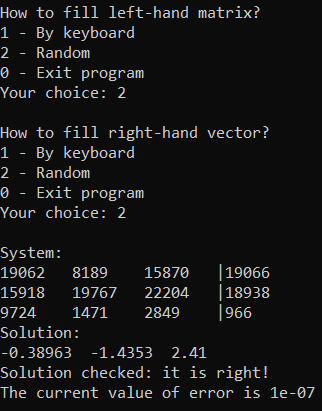 How to fill left-hand matrix?
1 - By keyboard
2 - Random
0 - Exit program
Your choice: 2
How to fill right-hand vector?
1 - By keyboard
2 - Random
0 - Exit program
Your choice: 2
System:
19062 8189 15870 |19066
15918 19767 22204 |18938
9724 1471 2849 |966
Solution:
-0.38963 -1.4353 2.41
Solution checked: it is right!
The current value of error is 1e-07